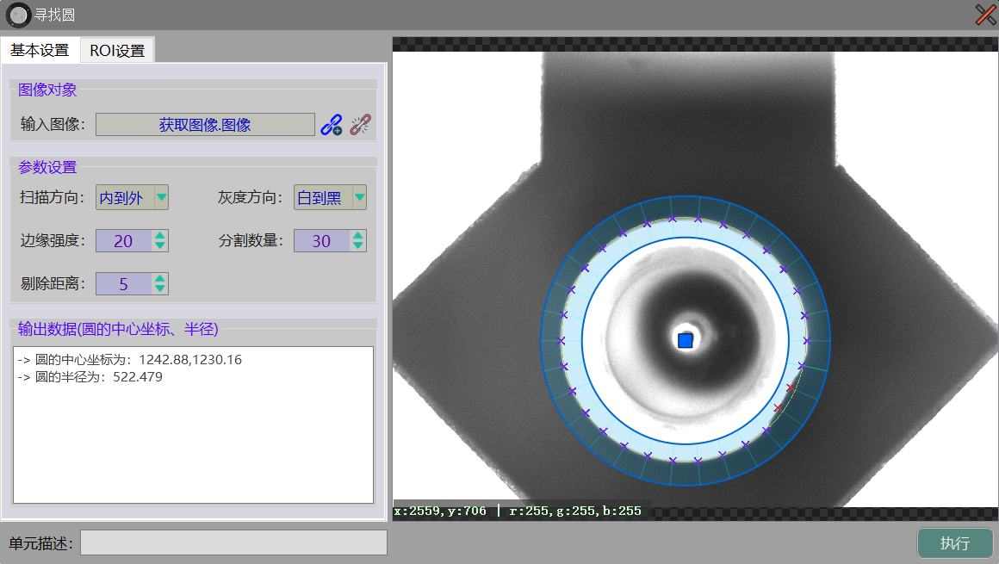 寻找圆
基本设置 ROI设置
图像对象
输入图像: 获取图像.图像
参数设置
扫描方向: 内到外 灰度方向: 白到黑
边缘强度: 20 分割数量: 30
剔除距离: 5
输出数据(圆的中心坐标、半径)
-> 圆的中心坐标为: 1242.88,1230.16
-> 圆的半径为: 522.479
x:2559,y:706 | r:255,g:255,b:255
单元描述:
执行